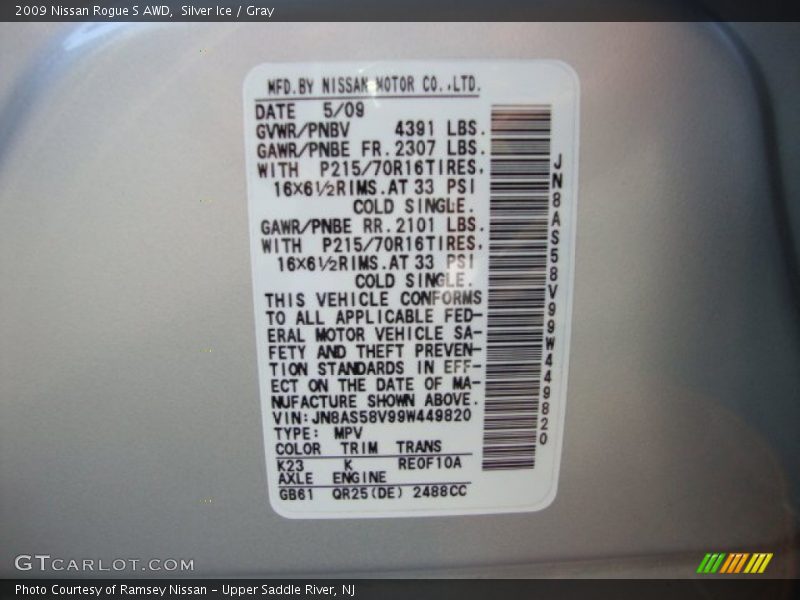 2009 Nissan Rogue S AWD, Silver Ice / Gray
MFD.BY NISSAN MOTOR CO.,LTD.
DATE 5/09
GVWR/PNBV 4391 LBS.
GAWR/PNBE FR.2307 LBS.
WITH P215/70R16TIRES.
16×6½RIMS.AT 33 PSI
COLD SINGLE.
GAWR/PNBE RR.2101 LBS.
WITH P215/70R16TIRES.
16×6½RIMS.AT 33 PSI
COLD SINGLE.
THIS VEHICLE CONFORMS
TO ALL APPLICABLE FED-
ERAL MOTOR VEHICLE SA-
FETY AND THEFT PREVEN-
TION STANDARDS IN EFF-
ECT ON THE DATE OF MA-
NUFACTURE SHOWN ABOVE.
VIN:JN8AS58V99W449820
TYPE: MPV
COLOR TRIM TRANS
K23 K RE0F10A
AXLE ENGINE
GB61 QR25(DE) 2488CC
JN8AS58V99W449820
GTCARLOT.COM
Photo Courtesy of Ramsey Nissan - Upper Saddle River, NJ